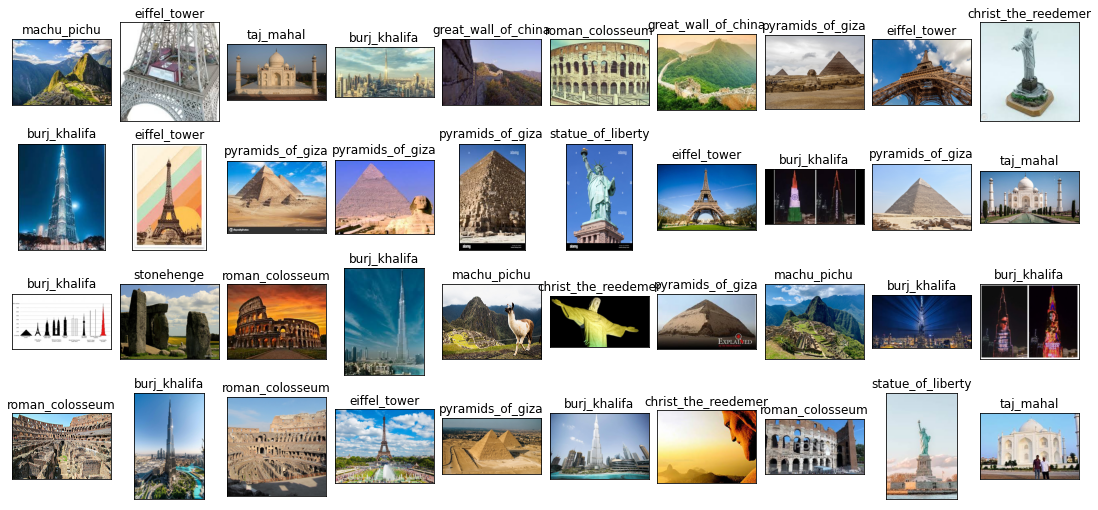 machu_pichu
eiffel_tower
taj_mahal
burj_khalifa
great_wall_of_china
roman_colosseum
great_wall_of_china
pyramids_of_giza
eiffel_tower
christ_the_reedemer
burj_khalifa
eiffel_tower
pyramids_of_giza
pyramids_of_giza
pyramids_of_giza
statue_of_liberty
eiffel_tower
burj_khalifa
pyramids_of_giza
taj_mahal
burj_khalifa
stonehenge
roman_colosseum
burj_khalifa
machu_pichu
christ_the_reedemer
pyramids_of_giza
EXPLAINED
machu_pichu
burj_khalifa
burj_khalifa
roman_colosseum
burj_khalifa
roman_colosseum
eiffel_tower
pyramids_of_giza
burj_khalifa
christ_the_reedemer
roman_colosseum
statue_of_liberty
taj_mahal